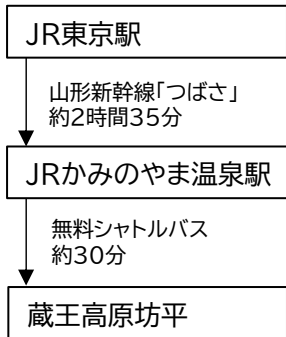 JR東京駅
山形新幹線「つばさ」
約2時間35分
JRかみのやま温泉駅
無料シャトルバス
約30分
蔵王高原坊平